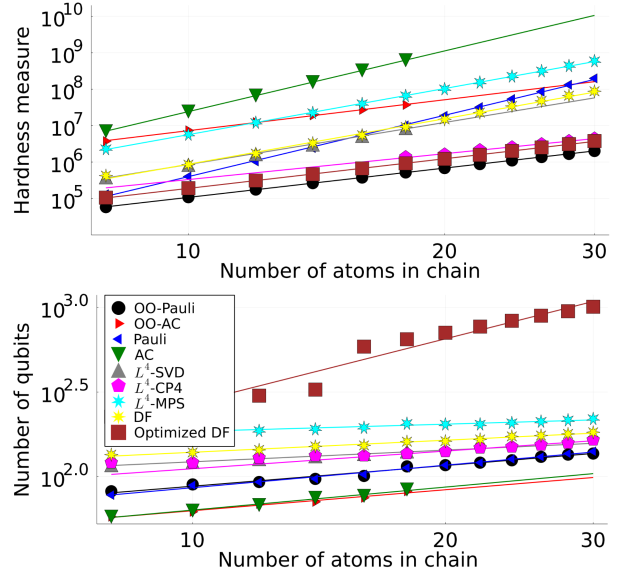 Hardness measure
10^10
10^9
10^8
10^7
10^6
10^5
10
20
30
Number of atoms in chain
Number of qubits
10^3.0
10^2.5
10^2.0
OO-Pauli
OO-AC
Pauli
AC
L^4-SVD
L^4-CP4
L^4-MPS
DF
Optimized DF
10
20
30
Number of atoms in chain